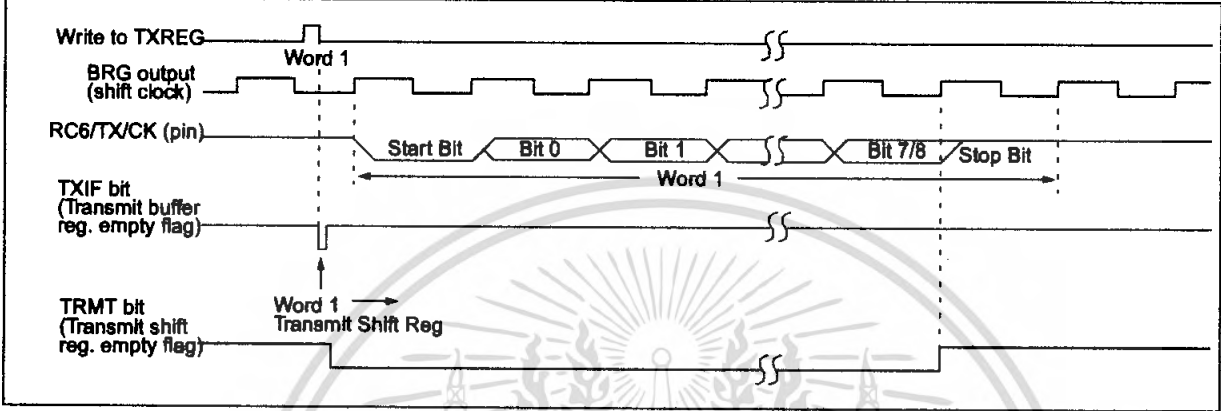 Write to TXREG
Word 1
BRG output
(shift clock)
RC6/TX/CK (pin)
Start Bit
Bit 0
Bit 1
Bit 7/8
Stop Bit
Word 1
TXIF bit
(Transmit buffer
reg. empty flag)
Word 1
Transmit Shift Reg
TRMT bit
(Transmit shift
reg. empty flag)